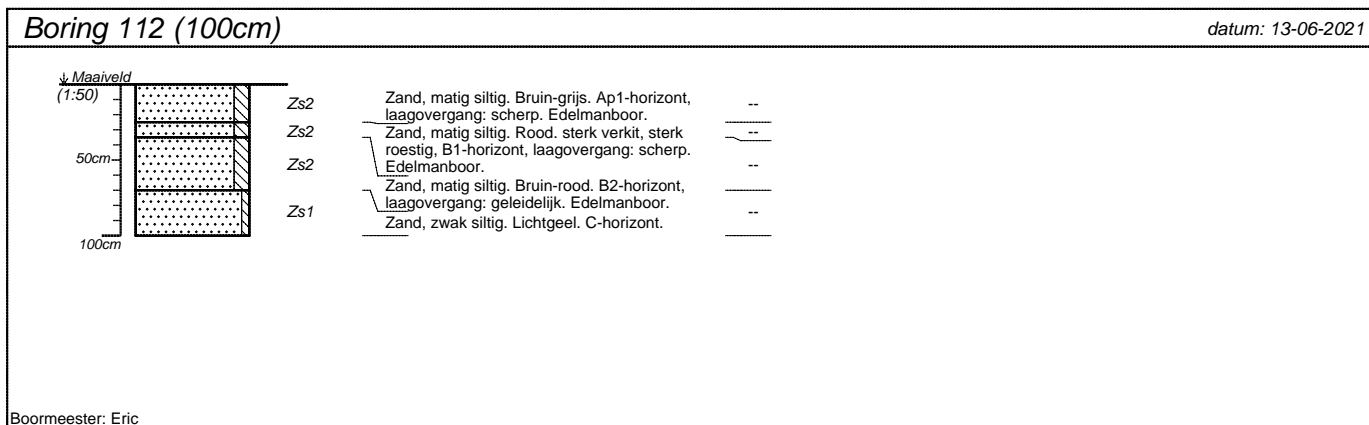 Boring 112 (100cm)
datum: 13-06-2021
Maaiveld
(1:50)
50cm
100cm
Zs2
Zand, matig siltig. Bruin-grijs. Ap1-horizont,
laagovergang: scherp. Edelmanboor.
--
Zs2
Zand, matig siltig. Rood. sterk verkit, sterk
roestig, B1-horizont, laagovergang: scherp.
Edelmanboor.
--
Zs2
Zand, matig siltig. Bruin-rood. B2-horizont,
laagovergang: geleidelijk. Edelmanboor.
--
Zs1
Zand, zwak siltig. Lichtgeel. C-horizont.
--
Boormeester: Eric